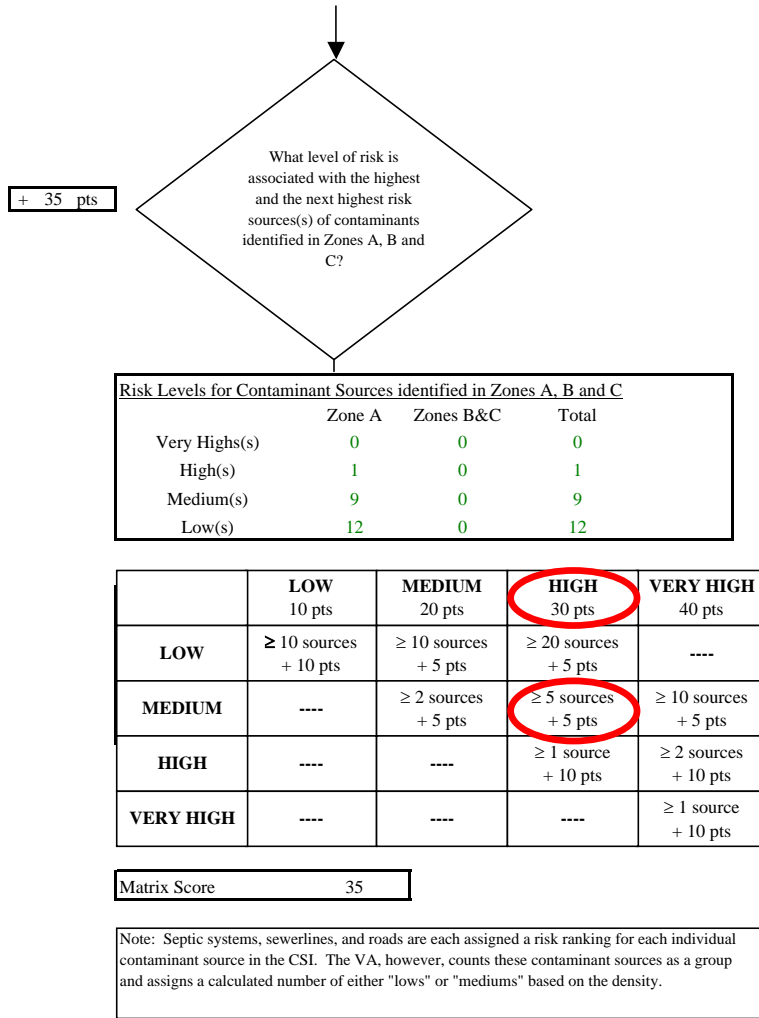 What level of risk is
associated with the highest
and the next highest risk
sources(s) of contaminants
identified in Zones A, B and
C?
+ 35 pts
Risk Levels for Contaminant Sources identified in Zones A, B and C
Zone A Zones B&C Total
Very Highs(s) 0 0 0
High(s) 1 0 1
Medium(s) 9 0 9
Low(s) 12 0 12
LOW MEDIUM HIGH VERY HIGH
10 pts 20 pts 30 pts 40 pts
LOW ≥ 10 sources ≥ 10 sources ≥ 20 sources ----
+ 10 pts + 5 pts + 5 pts
MEDIUM ---- ≥ 2 sources ≥ 5 sources ≥ 10 sources
+ 5 pts + 5 pts + 5 pts
HIGH ---- ---- ≥ 1 source ≥ 2 sources
+ 10 pts + 10 pts
VERY HIGH ---- ---- ---- ≥ 1 source
+ 10 pts
Matrix Score 35
Note: Septic systems, sewerlines, and roads are each assigned a risk ranking for each individual
contaminant source in the CSI. The VA, however, counts these contaminant sources as a group
and assigns a calculated number of either "lows" or "mediums" based on the density.